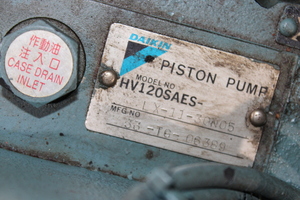 作動油
注入口
CASE DRAIN
INLET
DAIKIN
PISTON PUMP
MODEL NO
HV120SAES-
MFG NO